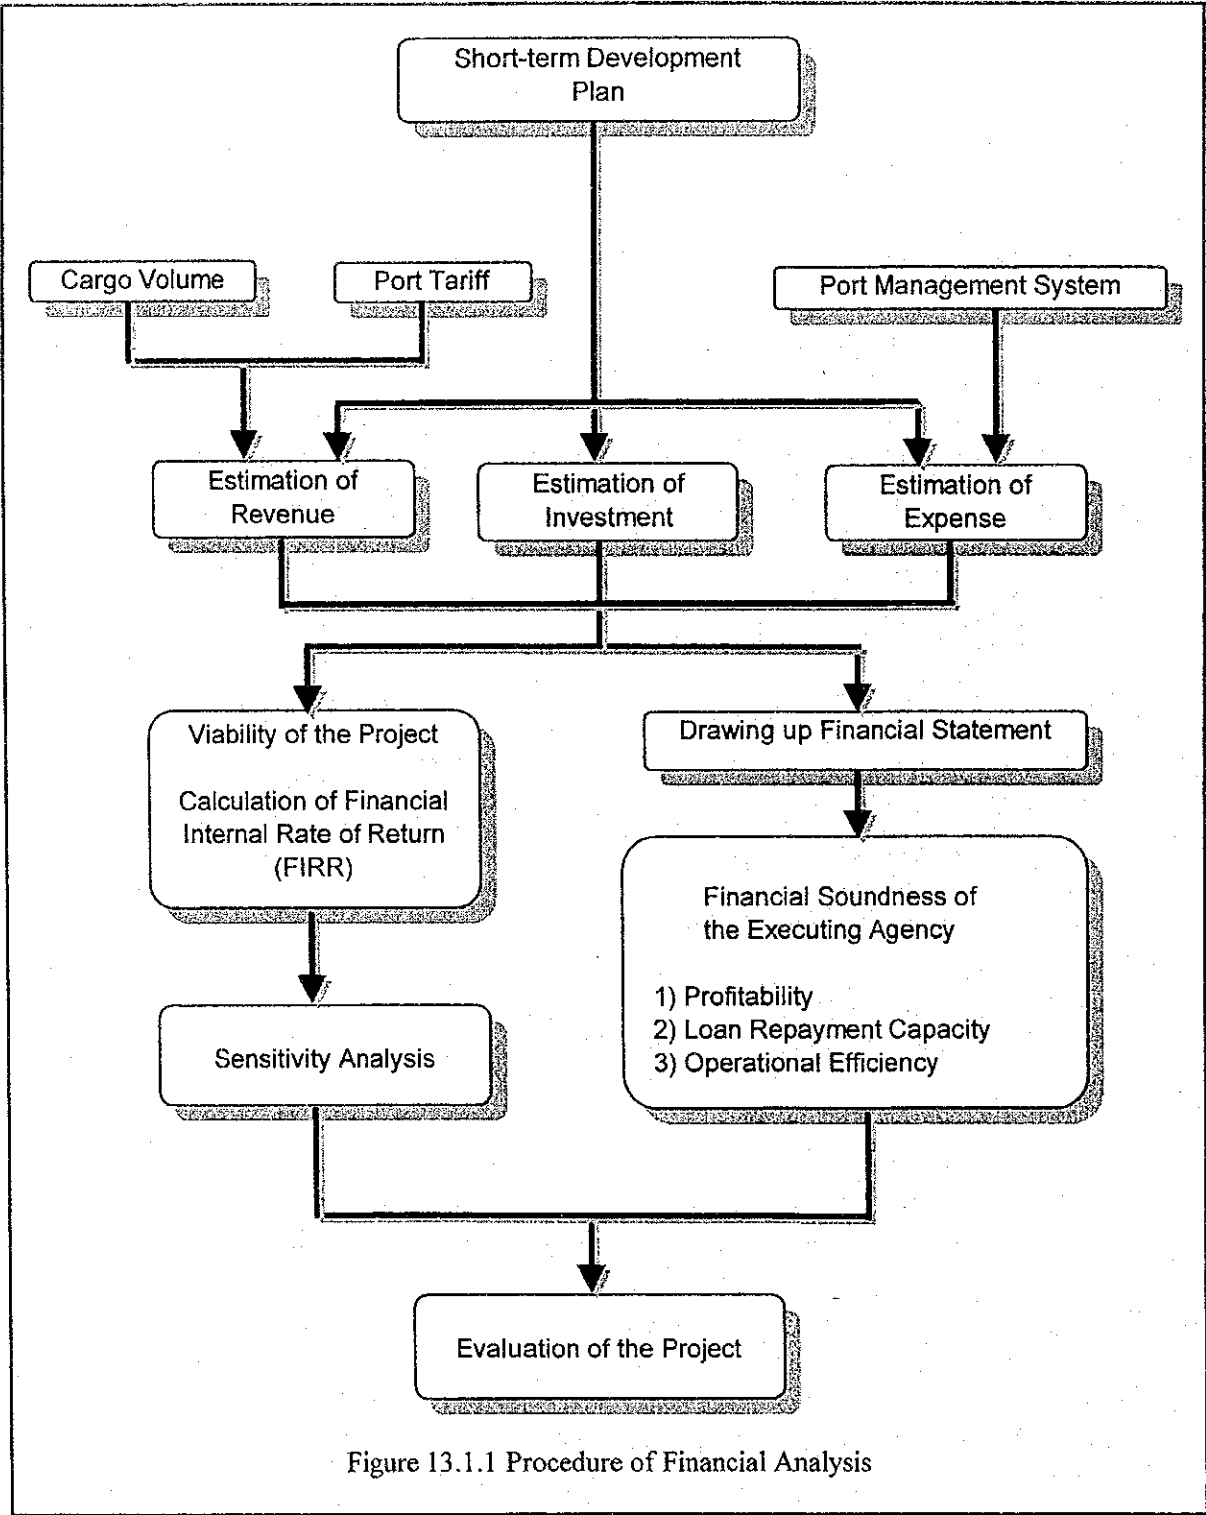 Short-term Development
Plan
Cargo Volume
Port Tariff
Port Management System
Estimation of
Revenue
Estimation of
Investment
Estimation of
Expense
Viability of the Project
Calculation of Financial
Internal Rate of Return
(FIRR)
Drawing up Financial Statement
Financial Soundness of
the Executing Agency
1) Profitability
2) Loan Repayment Capacity
3) Operational Efficiency
Sensitivity Analysis
Evaluation of the Project
Figure 13.1.1 Procedure of Financial Analysis